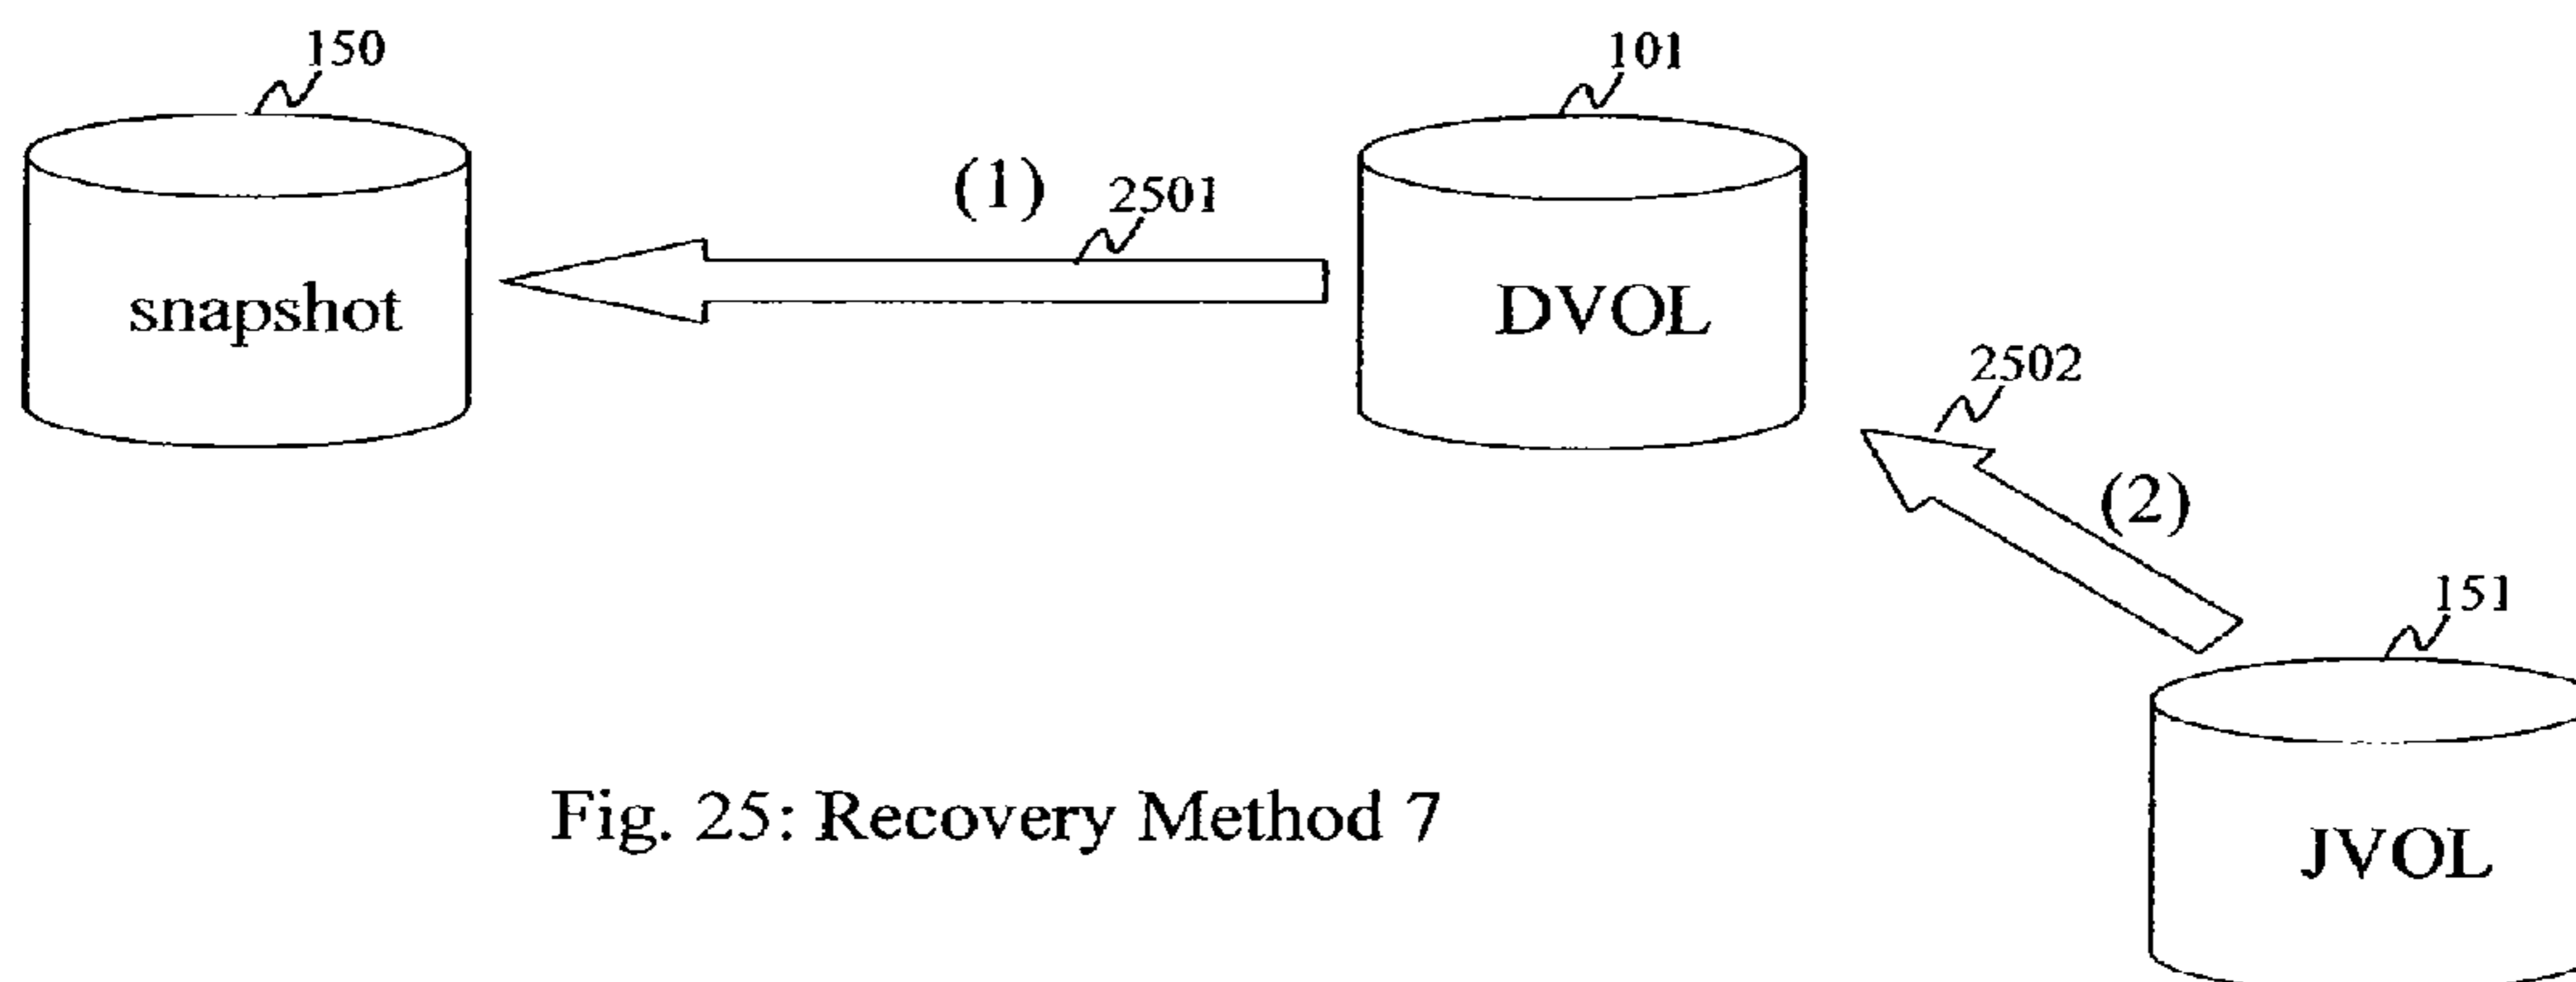 150
101
(1)
2501
snapshot
DVOL
2502
(2)
151
Fig. 25: Recovery Method 7
JVOL